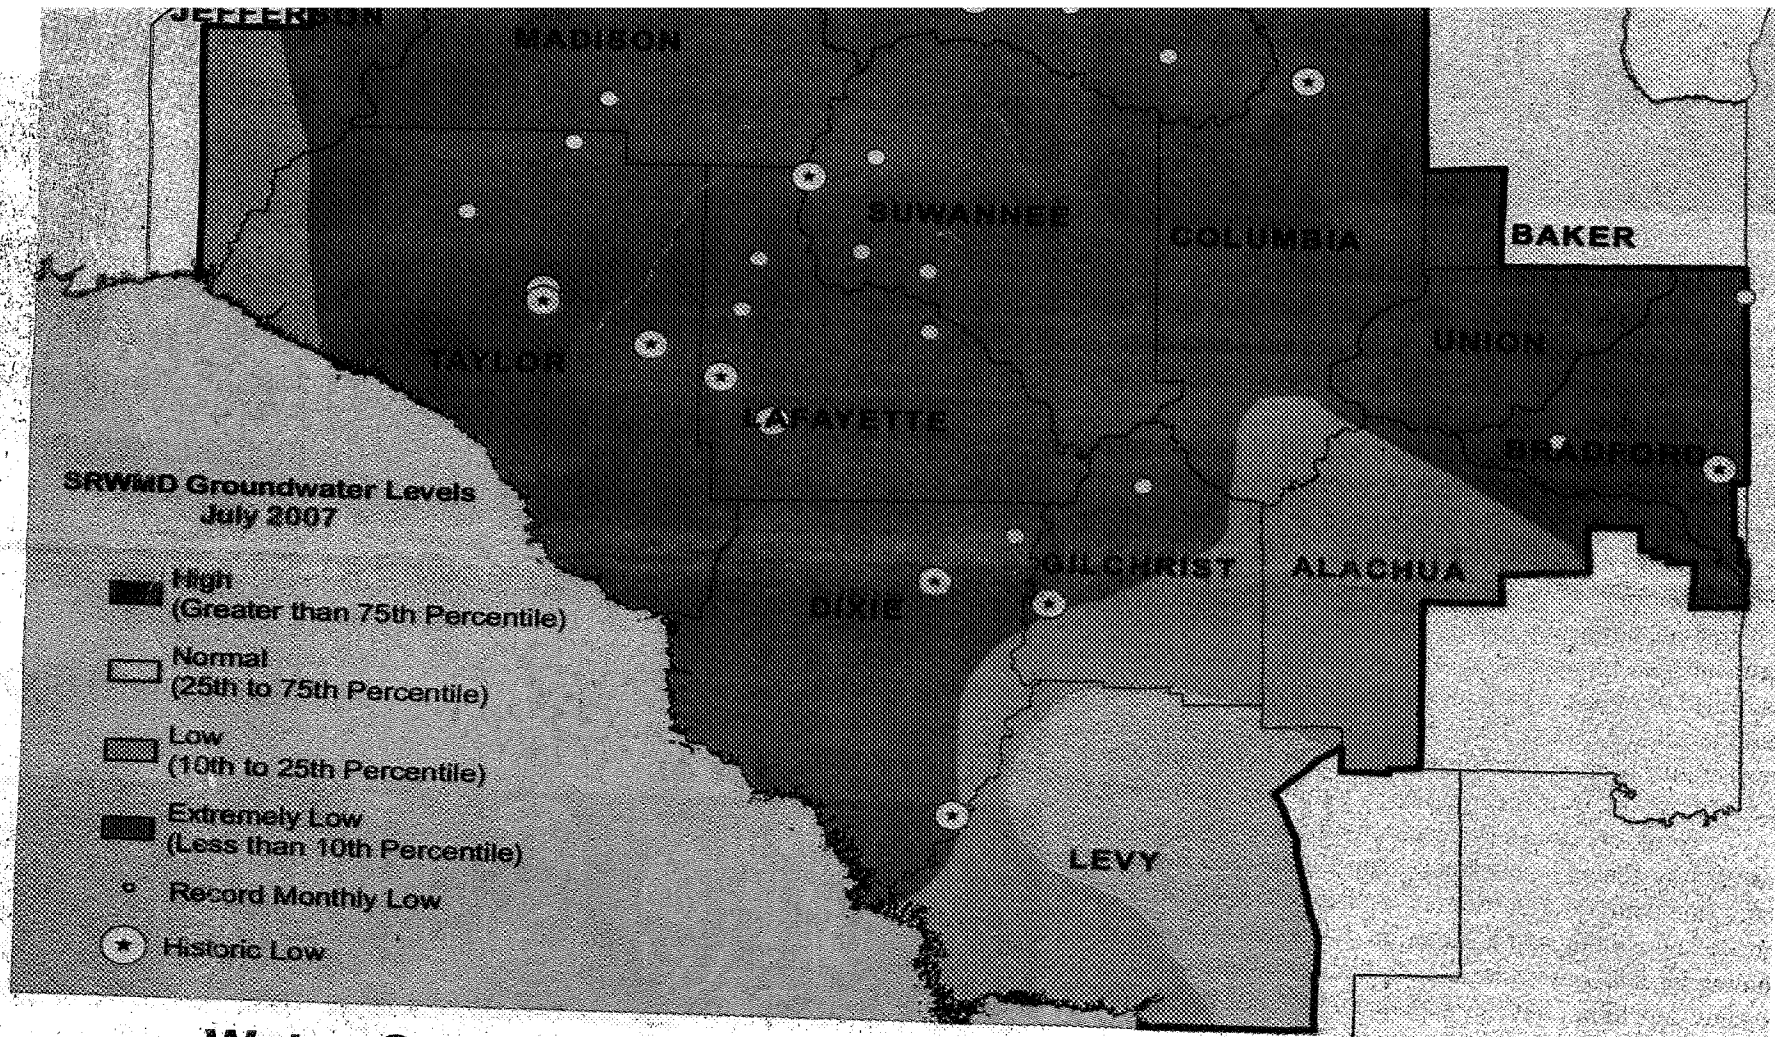 JEFFERSON
MADISON
SUWANNEE
COLUMBIA
BAKER
UNION
TAYLOR
LAFAYETTE
BRADFORD
SRWMD Groundwater Levels
July 2007
GILCHRIST
ALACHUA
DIXIE
High
(Greater than 75th Percentile)
Normal
(25th to 75th Percentile)
Low
(10th to 25th Percentile)
Extremely Low
(Less than 10th Percentile)
LEVY
Record Monthly Low
Historic Low